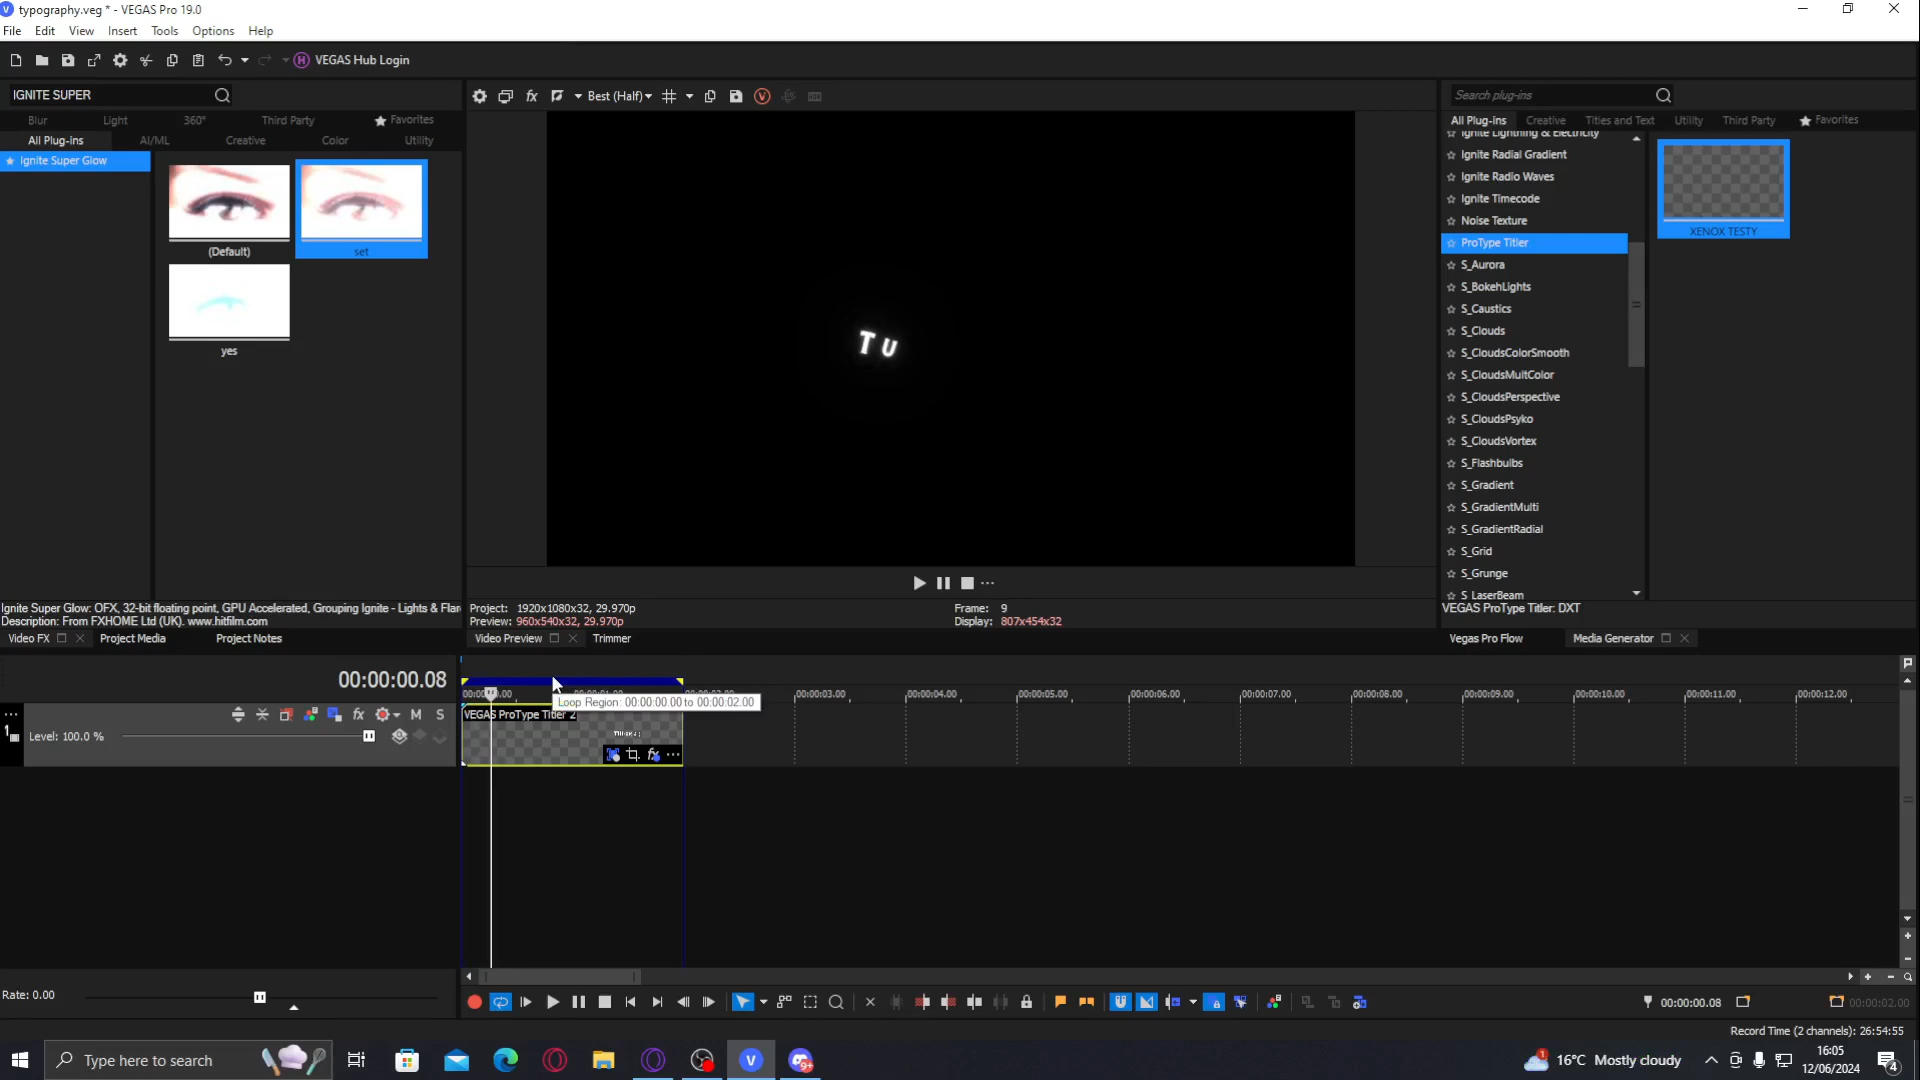 typography.veg * - VEGAS Pro 19.0
File Edit View Insert Tools Options Help
VEGAS Hub Login
IGNITE SUPER
Best (Half)
Search plug-ins
Blur Light 360° Third Party Favorites
All Plug-ins AI/ML Creative Color Utility
Ignite Super Glow
(Default)
set
yes
T U
All Plug-ins Creative Titles and Text Utility Third Party Favorites
Ignite Lightning & Electricity
Ignite Radial Gradient
Ignite Radio Waves
Ignite Timecode
Noise Texture
ProType Titler
S_Aurora
S_BokehLights
S_Caustics
S_Clouds
S_CloudsColorSmooth
S_CloudsMultColor
S_CloudsPerspective
S_CloudsPsyko
S_CloudsVortex
S_Flashbulbs
S_Gradient
S_GradientMulti
S_GradientRadial
S_Grid
S_Grunge
S_LaserBeam
XENOX TESTY
Ignite Super Glow: OFX, 32-bit floating point, GPU Accelerated, Grouping Ignite - Lights & Flar
Description: From FXHOME Ltd (UK). www.hitfilm.com
Project: 1920x1080x32, 29.970p
Preview: 960x540x32, 29.970p
Frame: 9
Display: 807x454x32
VEGAS ProType Titler: DXT
Video FX Project Media Project Notes
Video Preview Trimmer
Vegas Pro Flow Media Generator
00:00:00.08
00:00:03.00 00:00:04.00 00:00:05.00 00:00:06.00 00:00:07.00 00:00:08.00 00:00:09.00 00:00:10.00 00:00:11.00 00:00:12.00
Loop Region: 00:00:00.00 to 00:00:02.00
VEGAS ProType Titler 2
M S
1
Level: 100.0 %
Rate: 0.00
00:00:00.08
00:00:02.00
Record Time (2 channels): 26:54:55
Type here to search
9+
1
16°C Mostly cloudy
16:05
12/06/2024
4